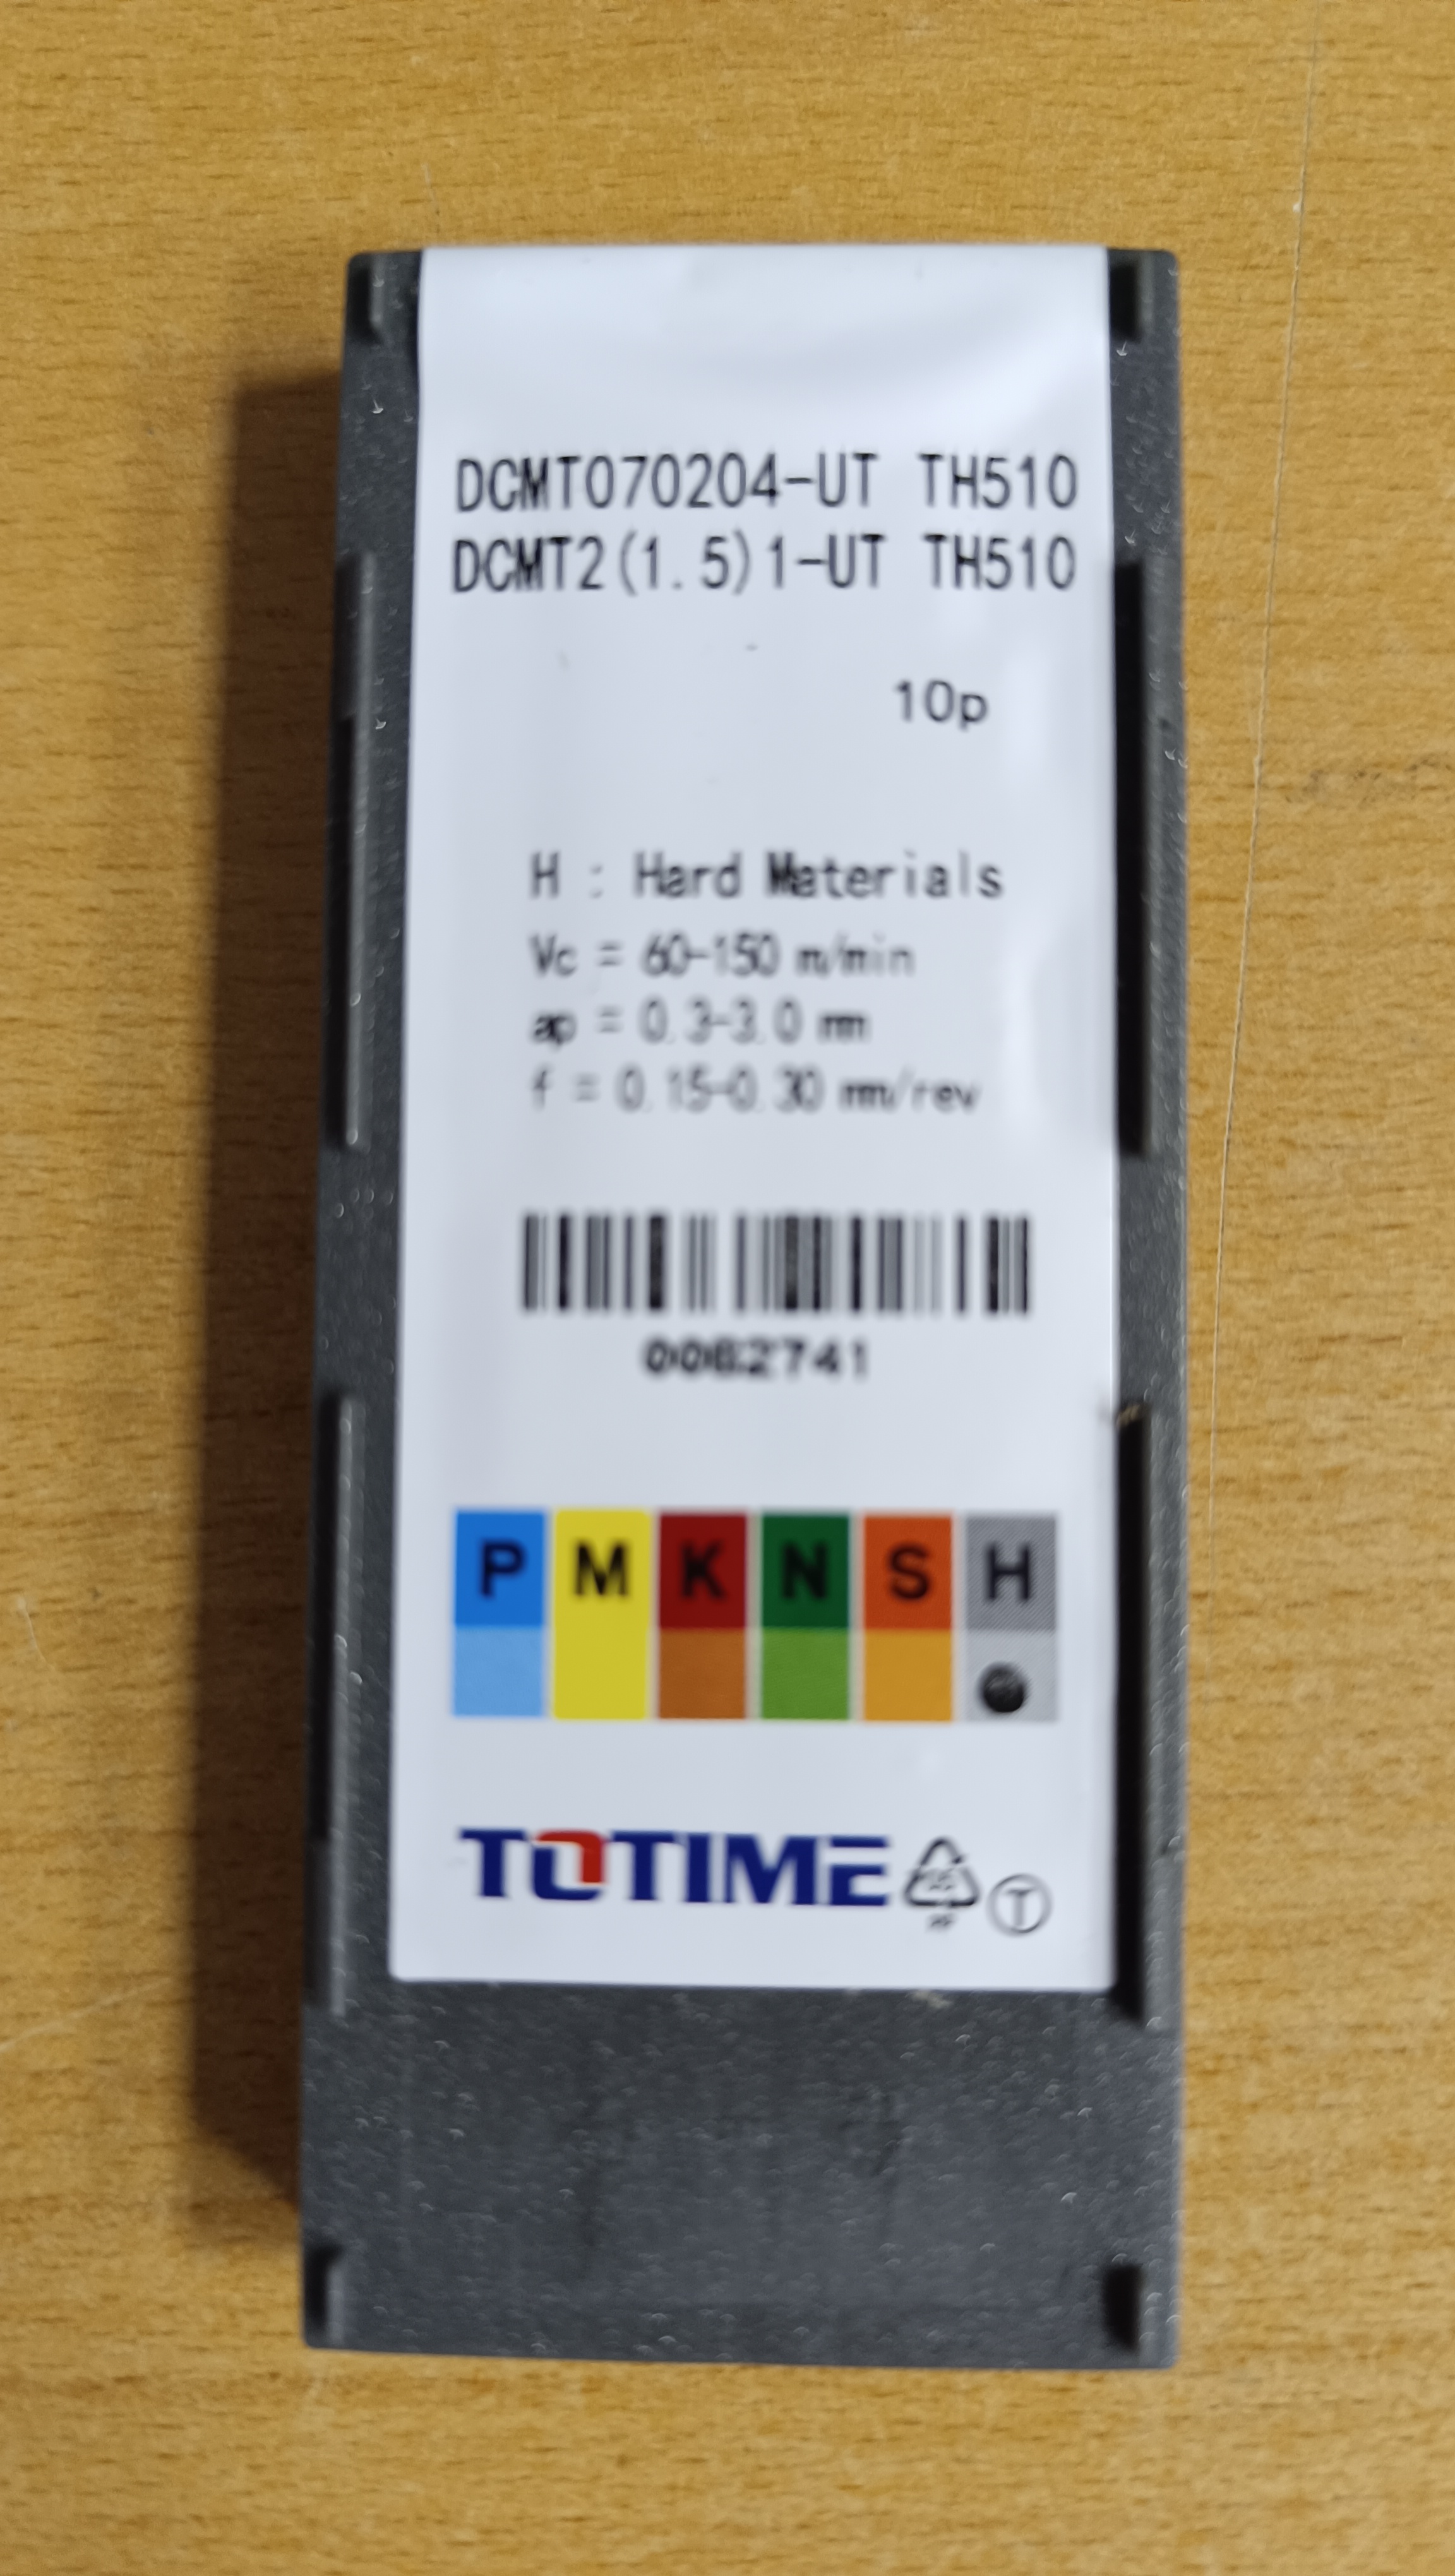 DCMT070204-UT TH510
DCMT2(1.5)1-UT TH510
10p
H : Hard Materials
Vc = 60-150 m/min
ap = 0.3-3.0 mm
f = 0.15-0.30 mm/rev
P M K N S H
TOTIME
T